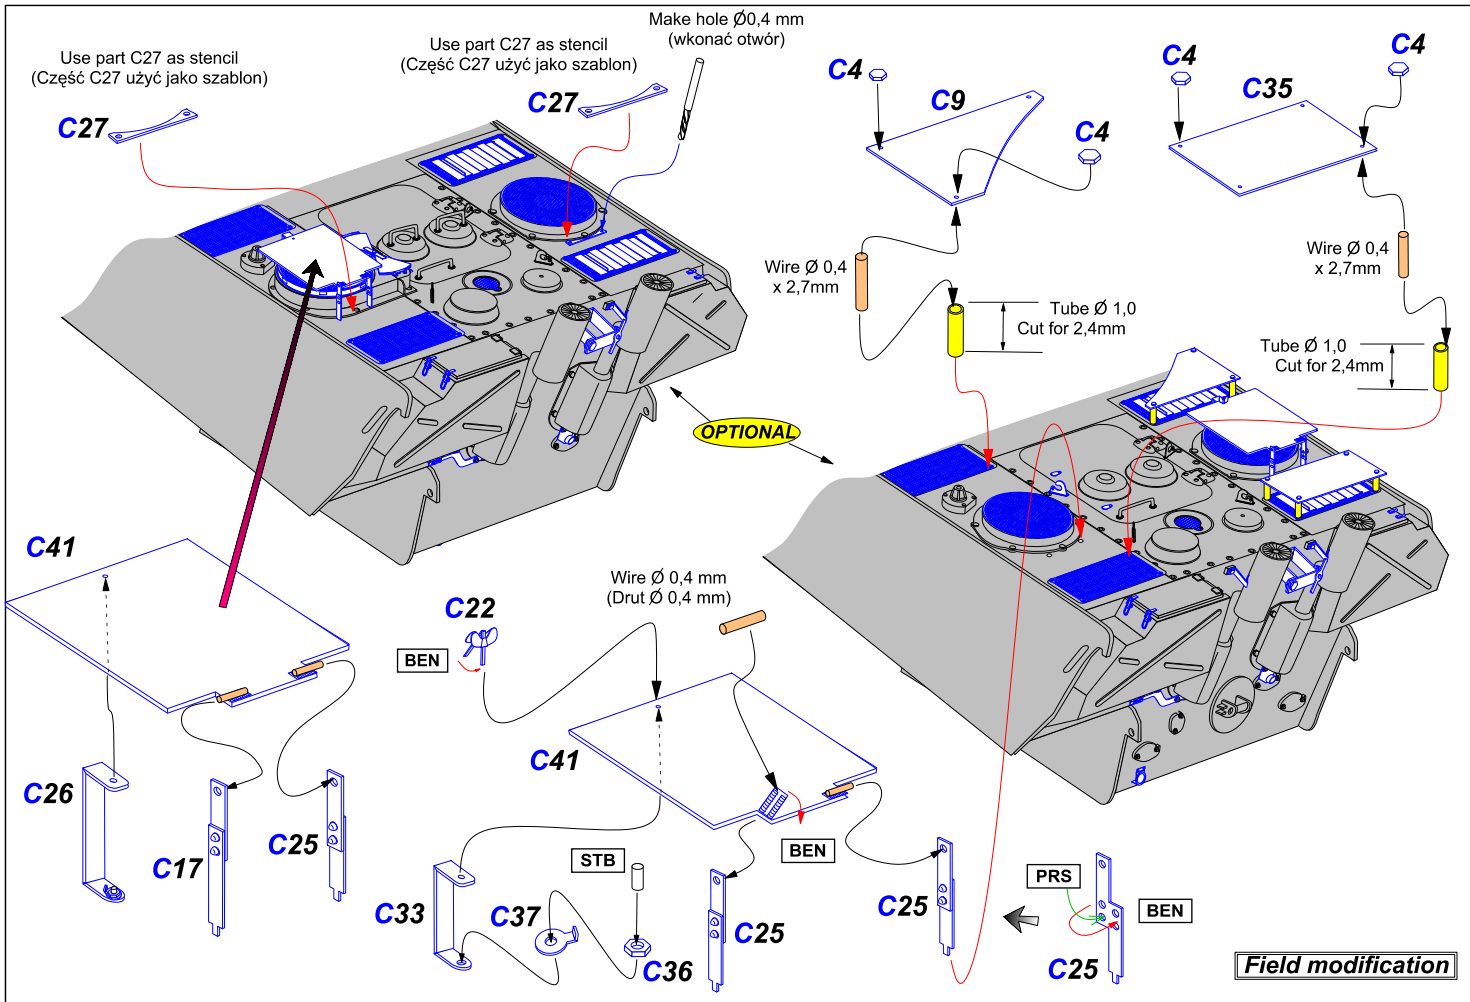 Make hole Ø0,4 mm
(wkonać otwór)
Use part C27 as stencil
(Część C27 użyć jako szablon)
Use part C27 as stencil
(Część C27 użyć jako szablon)
C27
C27
C4
C9
C4
C4
C35
C4
Wire Ø 0,4
x 2,7mm
Tube Ø 1,0
Cut for 2,4mm
Wire Ø 0,4
x 2,7mm
Tube Ø 1,0
Cut for 2,4mm
OPTIONAL
C41
Wire Ø 0,4 mm
(Drut Ø 0,4 mm)
C22
BEN
C41
C26
C17
C25
BEN
STB
C33
C37
C36
C25
C25
PRS
BEN
C25
Field modification